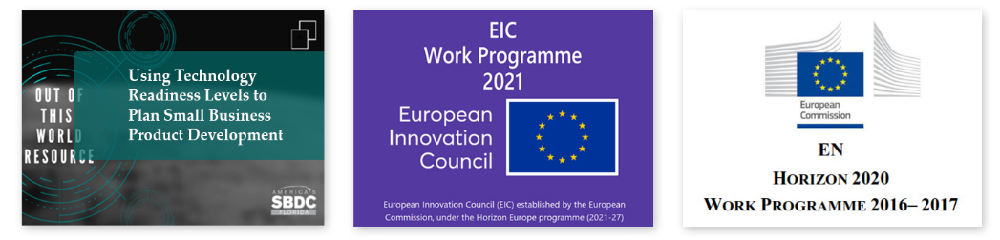 Using Technology
Readiness Levels to
Plan Small Business
Product Development
OUT OF
THIS
WORLD
RESOURCE
AMERICA'S
SBDC
FLORIDA
EIC
Work Programme
2021
European
Innovation
Council
European Innovation Council (EIC) established by the European
Commission, under the Horizon Europe programme (2021-27)
European
Commission
EN
HORIZON 2020
WORK PROGRAMME 2016– 2017